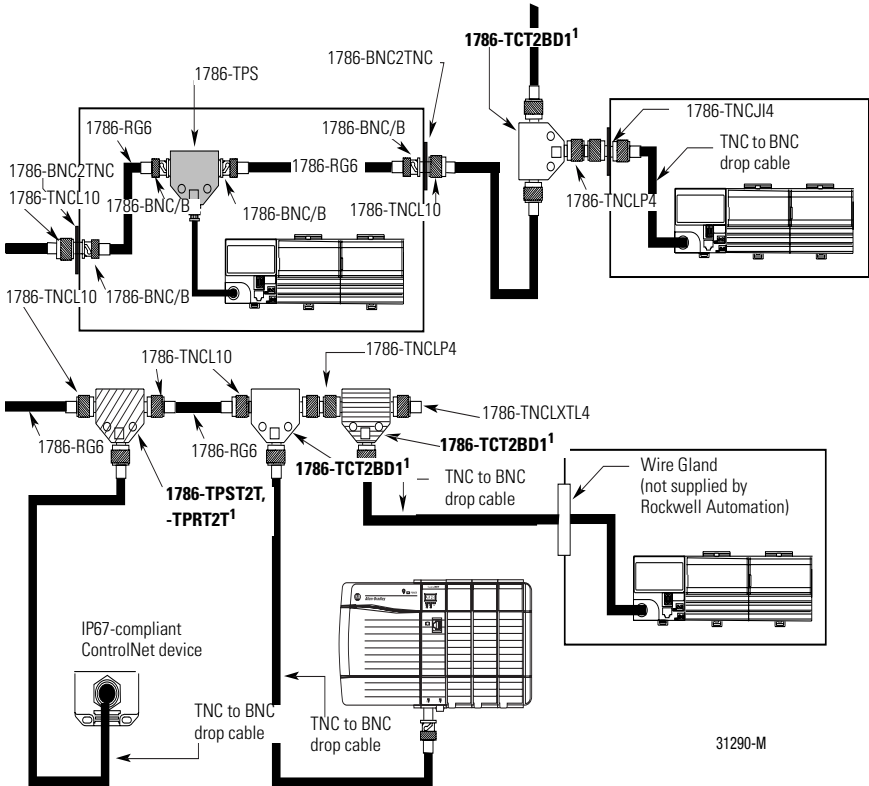 1786-TCT2BD1¹
1786-BNC2TNC
1786-TPS
1786-RG6
1786-BNC/B
1786-TNCJI4
TNC to BNC
drop cable
1786-BNC2TNC
1786-TNCL10
1786-RG6
1786-BNC/B
1786-BNC/B
1786-TNCL10
1786-TNCLP4
1786-TNCL10
1786-BNC/B
1786-TNCL10
1786-TNCLP4
1786-TNCLXTL4
1786-RG6
1786-RG6
1786-TCT2BD1¹
1786-TCT2BD1¹
1786-TPST2T,
-TPRT2T¹
TNC to BNC
drop cable
Wire Gland
(not supplied by
Rockwell Automation)
IP67-compliant
ControlNet device
TNC to BNC
drop cable
TNC to BNC
drop cable
31290-M